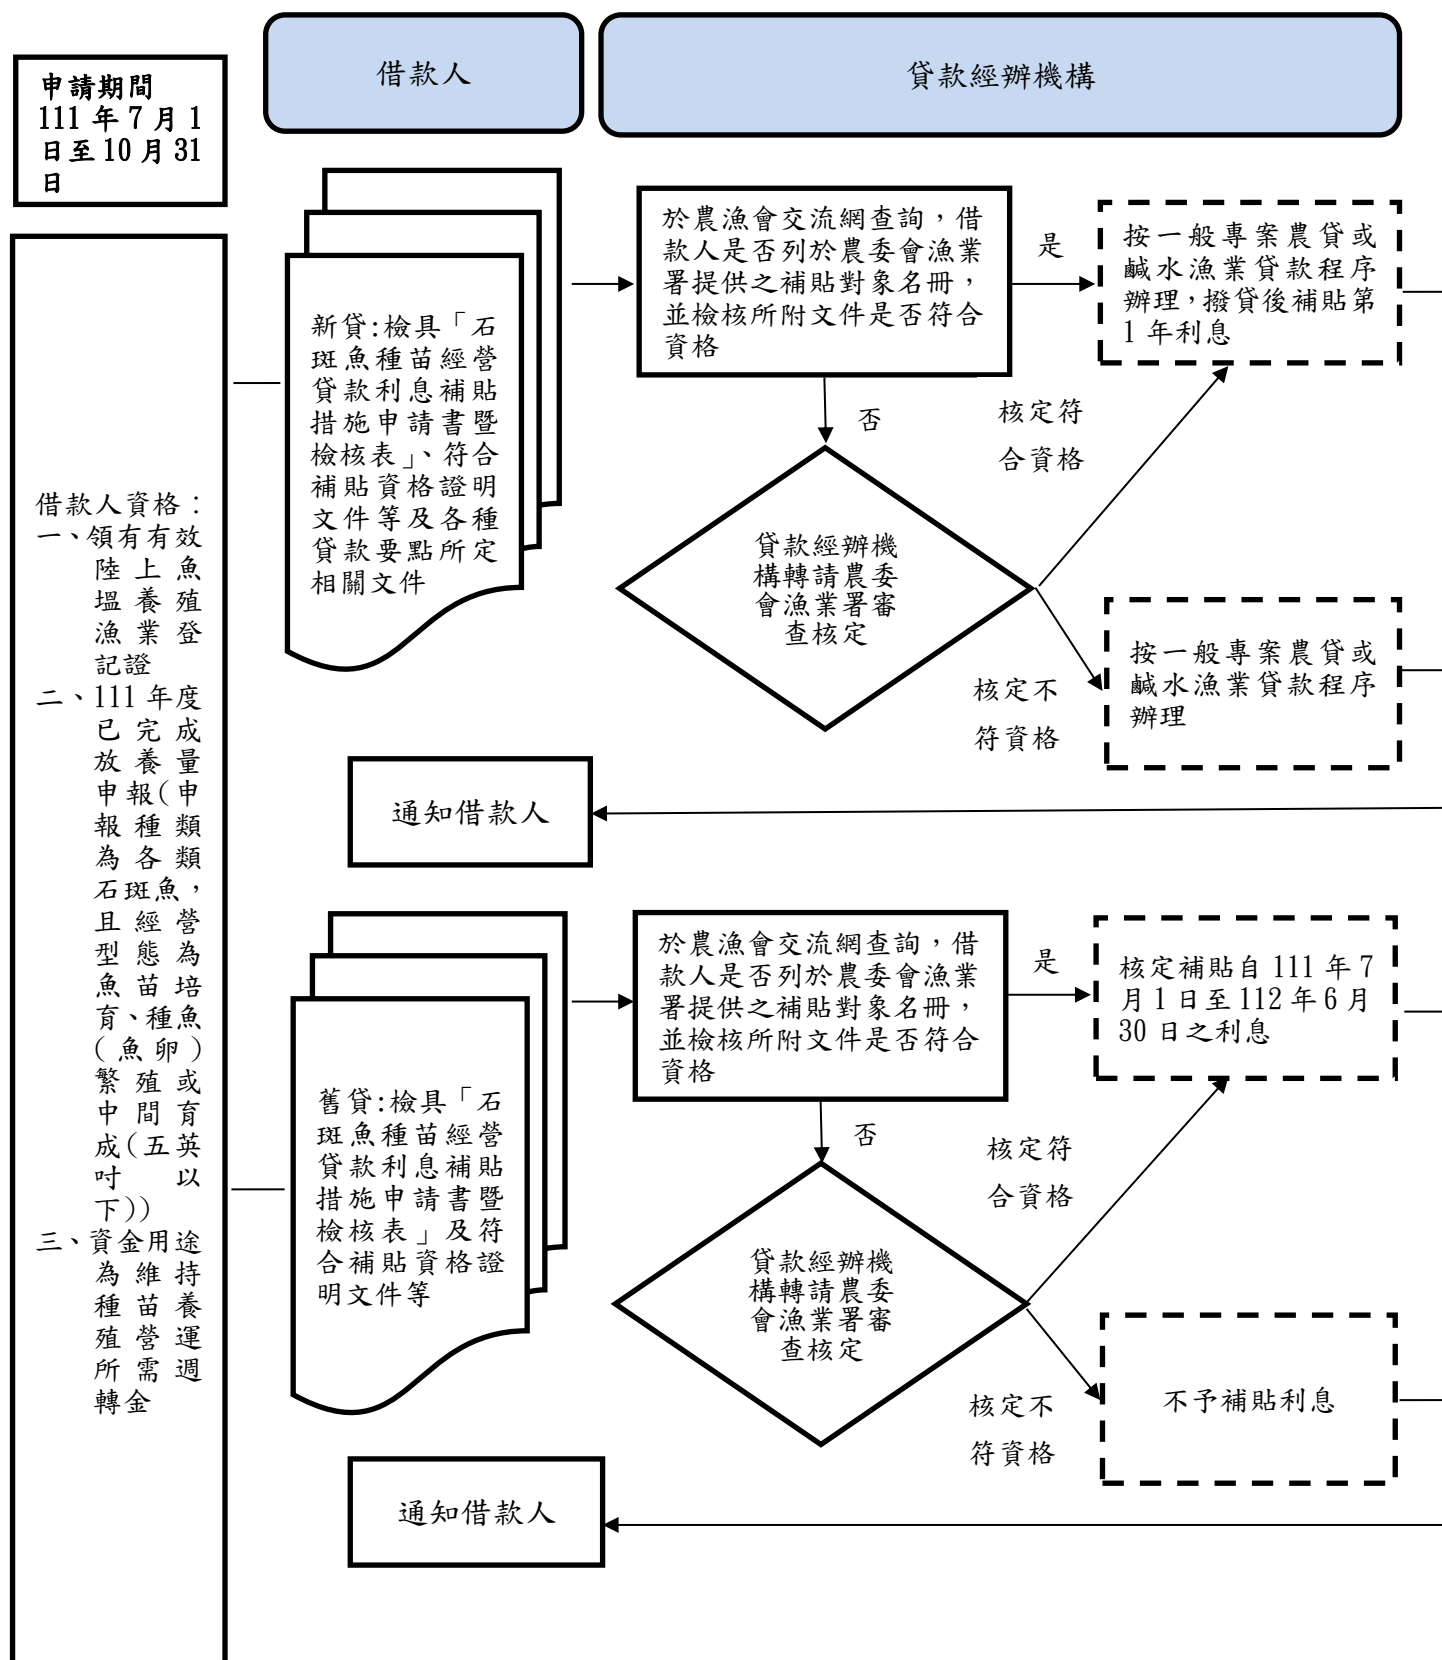 借款人
貸款經辦機構
申請期間
111 年 7 月 1
日至 10 月 31
日
借款人資格：
一、領有有效
陸上魚
塭養殖
漁業登
記證
二、111 年度
已完成
放養量
申報(申
報種類
為各類
石斑魚，
且經營
型態為
魚苗培
育、種魚
(魚卵)
繁殖或
中間育
成(五英
吋以
下))
三、資金用途
為維持
種苗養
殖營運
所需週
轉金
新貸:檢具「石
斑魚種苗經營
貸款利息補貼
措施申請書暨
檢核表」、符合
補貼資格證明
文件等及各種
貸款要點所定
相關文件
於農漁會交流網查詢，借
款人是否列於農委會漁業
署提供之補貼對象名冊，
並檢核所附文件是否符合
資格
是
按一般專案農貸或
鹹水漁業貸款程序
辦理，撥貸後補貼第
1 年利息
否
核定符
合資格
貸款經辦機
構轉請農委
會漁業署審
查核定
核定不
符資格
按一般專案農貸或
鹹水漁業貸款程序
辦理
通知借款人
舊貸:檢具「石
斑魚種苗經營
貸款利息補貼
措施申請書暨
檢核表」及符
合補貼資格證
明文件等
於農漁會交流網查詢，借
款人是否列於農委會漁業
署提供之補貼對象名冊，
並檢核所附文件是否符合
資格
是
核定補貼自 111 年 7
月 1 日至 112 年 6 月
30 日之利息
否
核定符
合資格
貸款經辦機
構轉請農委
會漁業署審
查核定
核定不
符資格
不予補貼利息
通知借款人